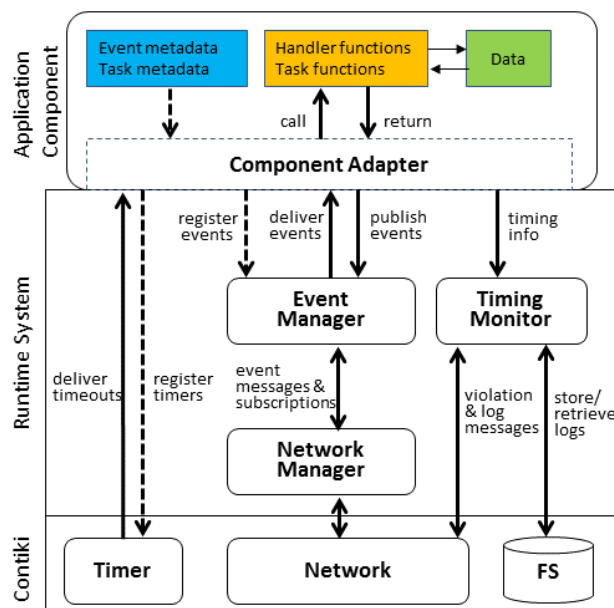 Application
Component
Event metadata
Task metadata
Handler functions
Task functions
Data
call
return
Component Adapter
Runtime System
register
events
deliver
events
publish
events
timing
info
Event
Manager
Timing
Monitor
deliver
timeouts
register
timers
event
messages &
subscriptions
violation
& log
messages
store/
retrieve
logs
Network
Manager
Contiki
Timer
Network
FS